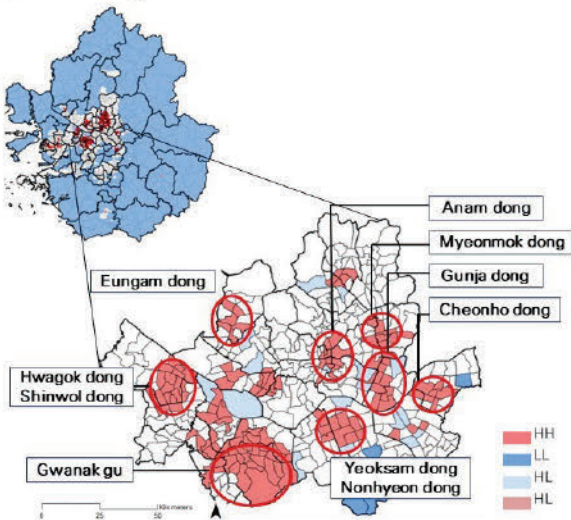 Anam dong
Myeonmok dong
Gunja dong
Cheonho dong
Eungam dong
Hwagok dong
Shinwol dong
Gwanak gu
Yeoksam dong
Nonhyeon dong
HH
LL
HL
HL
0 25 50